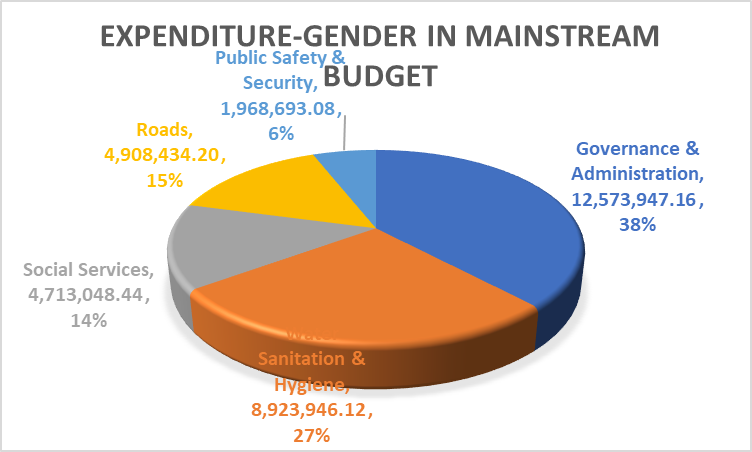 EXPENDITURE-GENDER IN MAINSTREAM
BUDGET
Public Safety &
Security,
1,968,693.08,
6%
Roads,
4,908,434.20,
15%
Governance &
Administration,
12,573,947.16,
38%
Social Services,
4,713,048.44,
14%
Sanitation &
Hygiene,
8,923,946.12,
27%